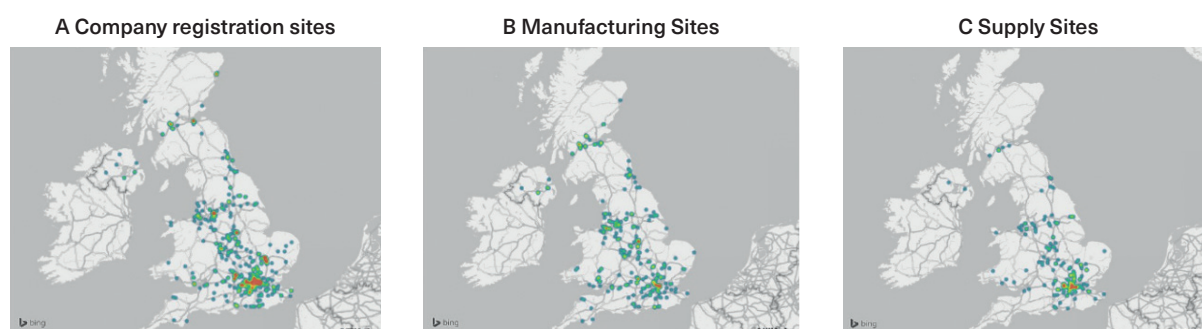 A Company registration sites
B Manufacturing Sites
C Supply Sites
bing
bing
bing